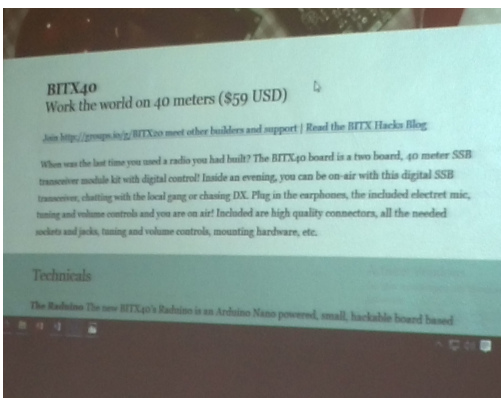 BITX40
Work the world on 40 meters ($59 USD)
Join http://groups.io/g/BITX20 meet other builders and support | Read the BITX Hacks Blog
When was the last time you used a radio you had built? The BITX40 board is a two board, 40 meter SSB
transceiver module kit with digital control! Inside an evening, you can be on-air with this digital SSB
transceiver, chatting with the local gang or chasing DX. Plug in the earphones, the included electret mic,
tuning and volume controls and you are on air! Included are high quality connectors, all the needed
sockets and jacks, tuning and volume controls, mounting hardware, etc.
Technicals
The Raduino The new BITX40's Raduino is an Arduino Nano powered, small, hackable board based